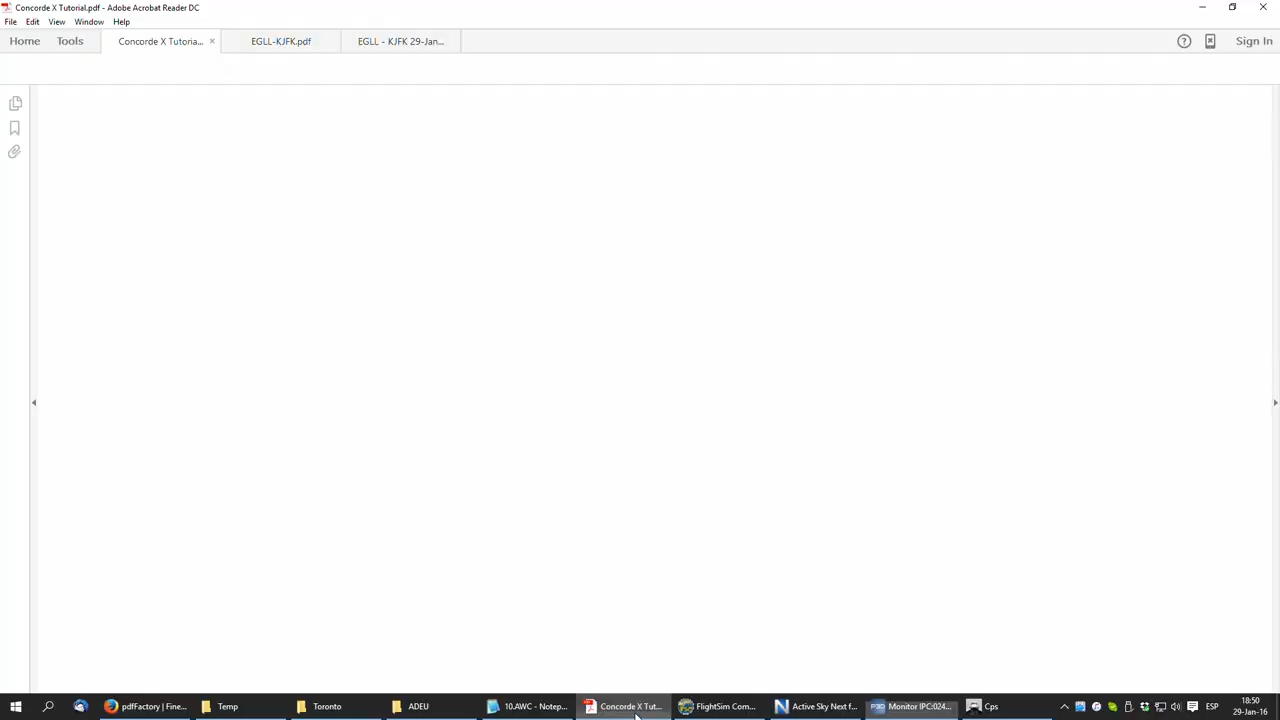 Concorde X Tutorial.pdf - Adobe Acrobat Reader DC
File Edit View Window Help
Home Tools Concorde X Tutoria... × EGLL-KJFK.pdf EGLL - KJFK 29-Jan... Sign In
pdfFactory | Fine... Temp Toronto ADEU 10.AWC - Notep... Concorde X Tut... FlightSim Com... Active Sky Next f... P3D Monitor IPC:024... Cps ESP 18:50
29-Jan-16